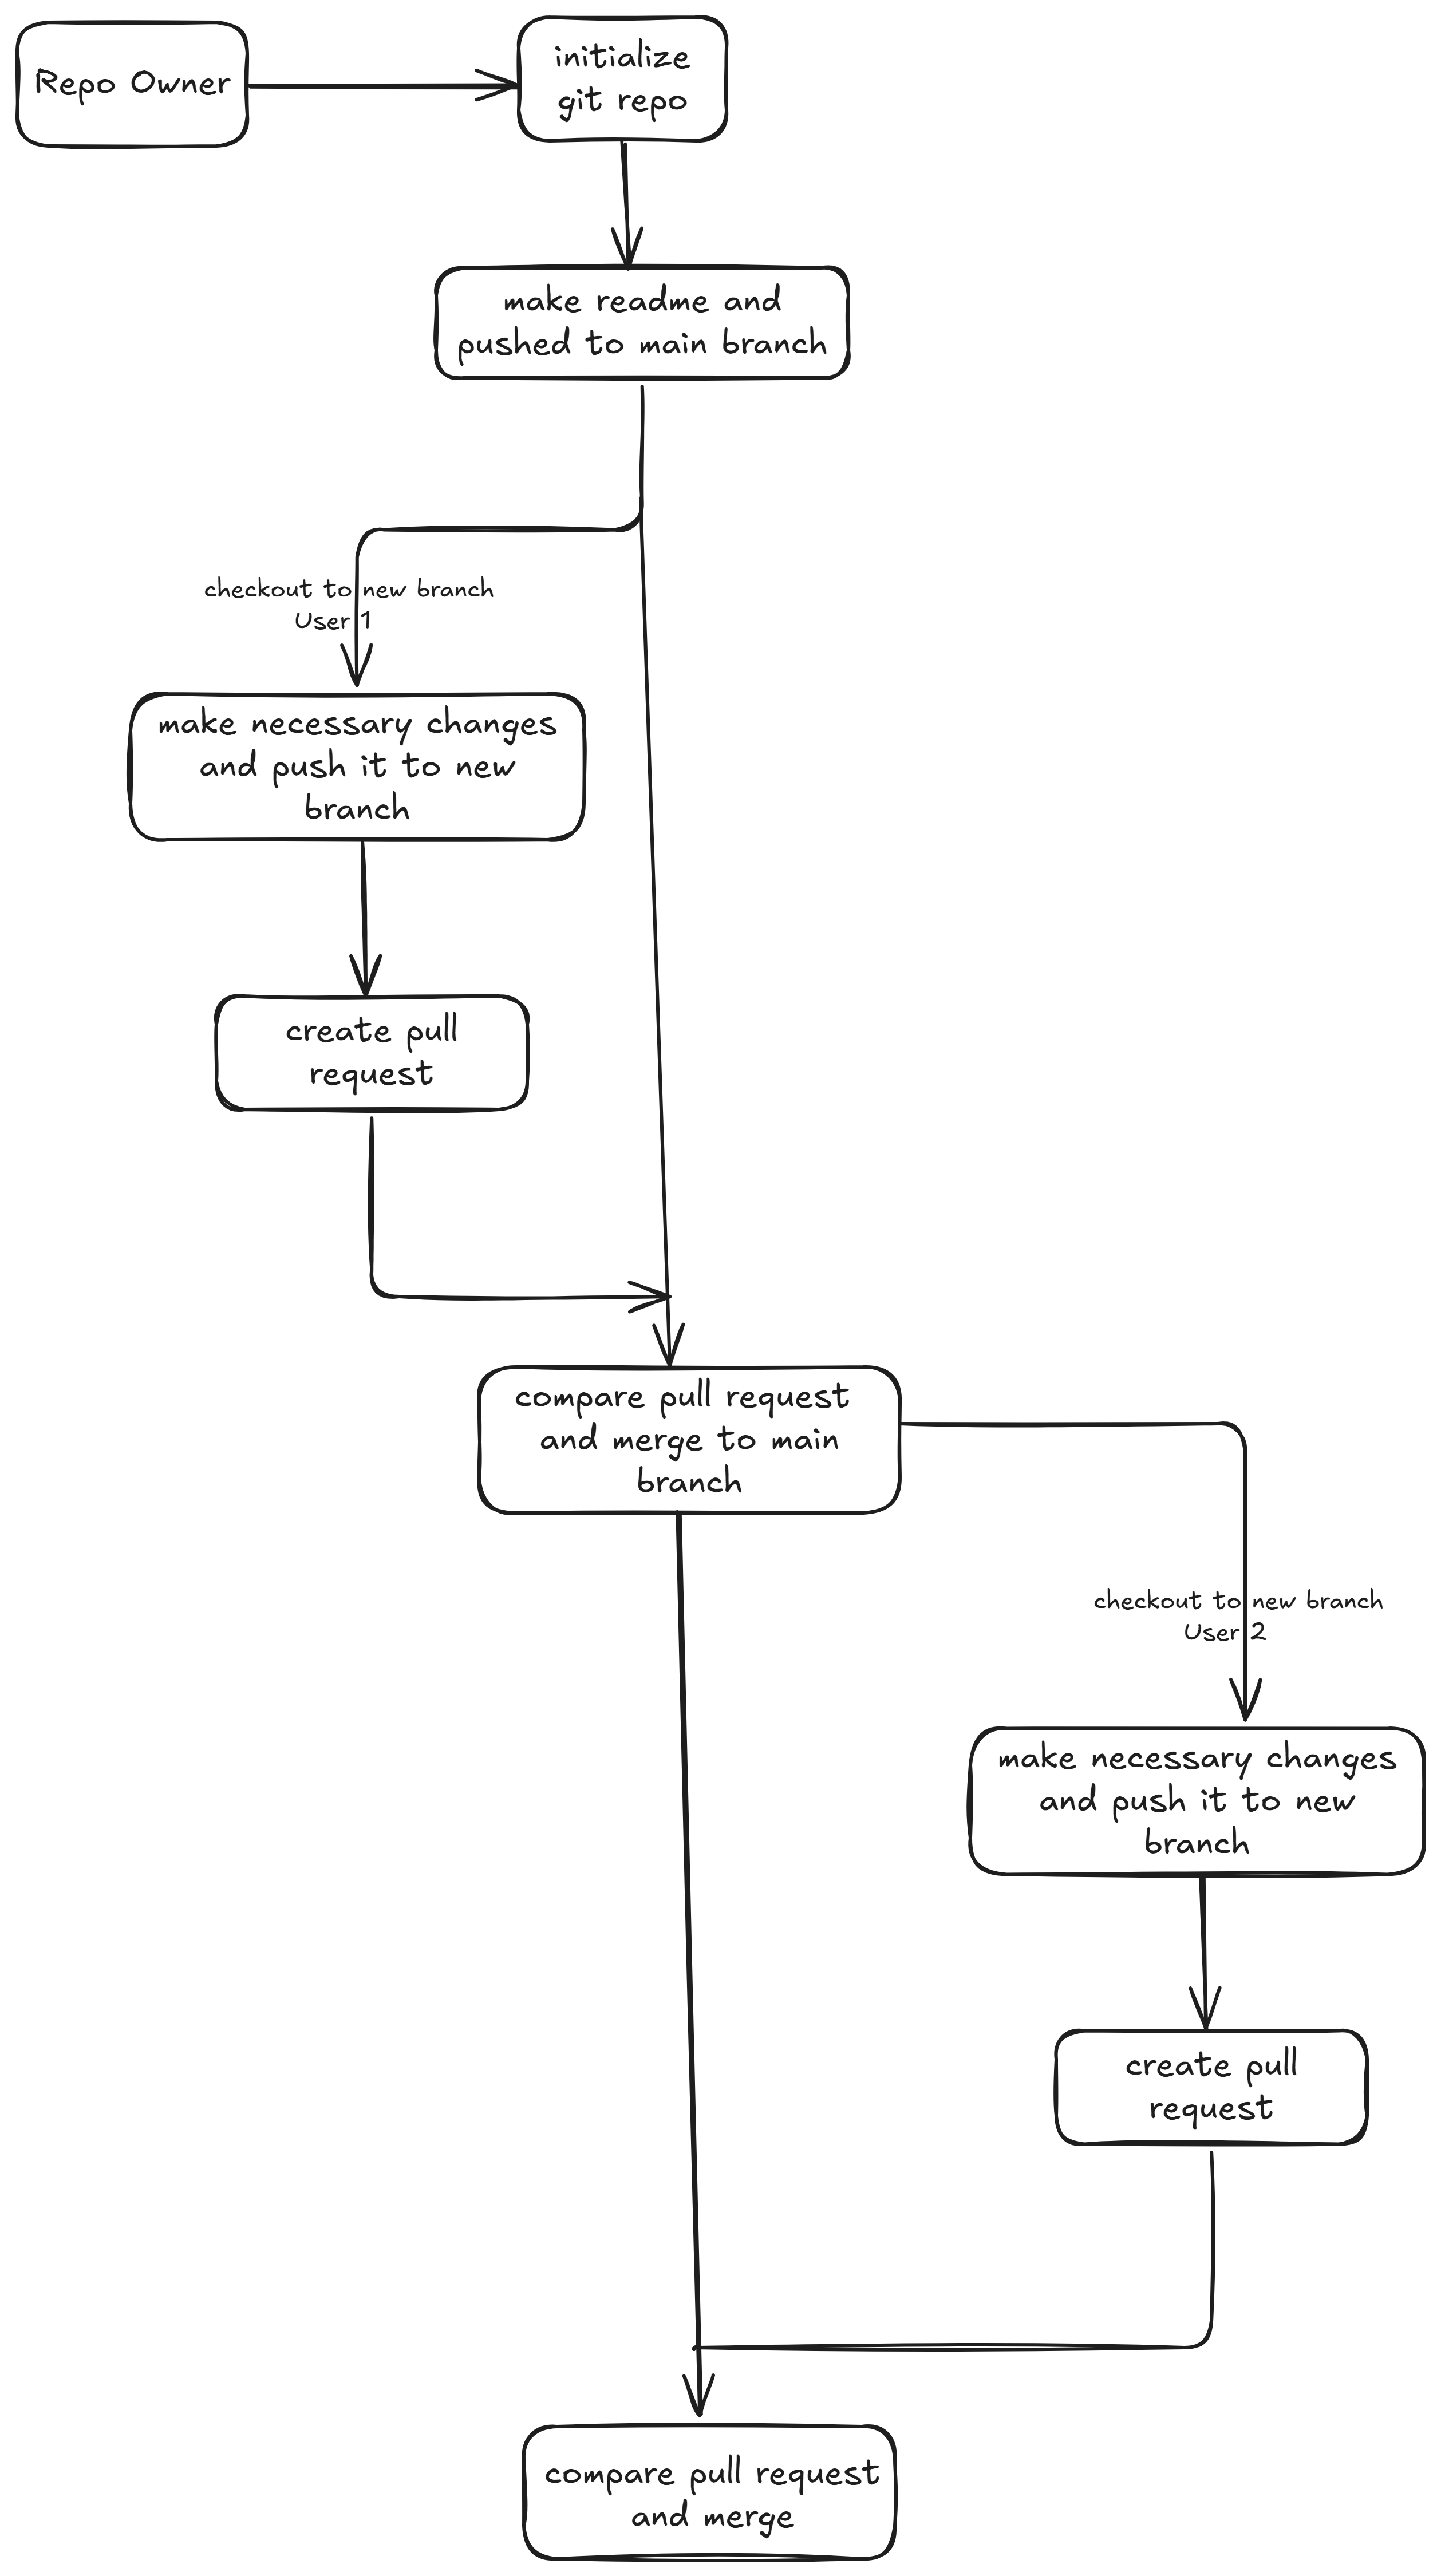 Repo Owner
initialize
git repo
make readme and
pushed to main branch
checkout to new branch
User 1
make necessary changes
and push it to new
branch
create pull
request
compare pull request
and merge to main
branch
checkout to new branch
User 2
make necessary changes
and push it to new
branch
create pull
request
compare pull request
and merge